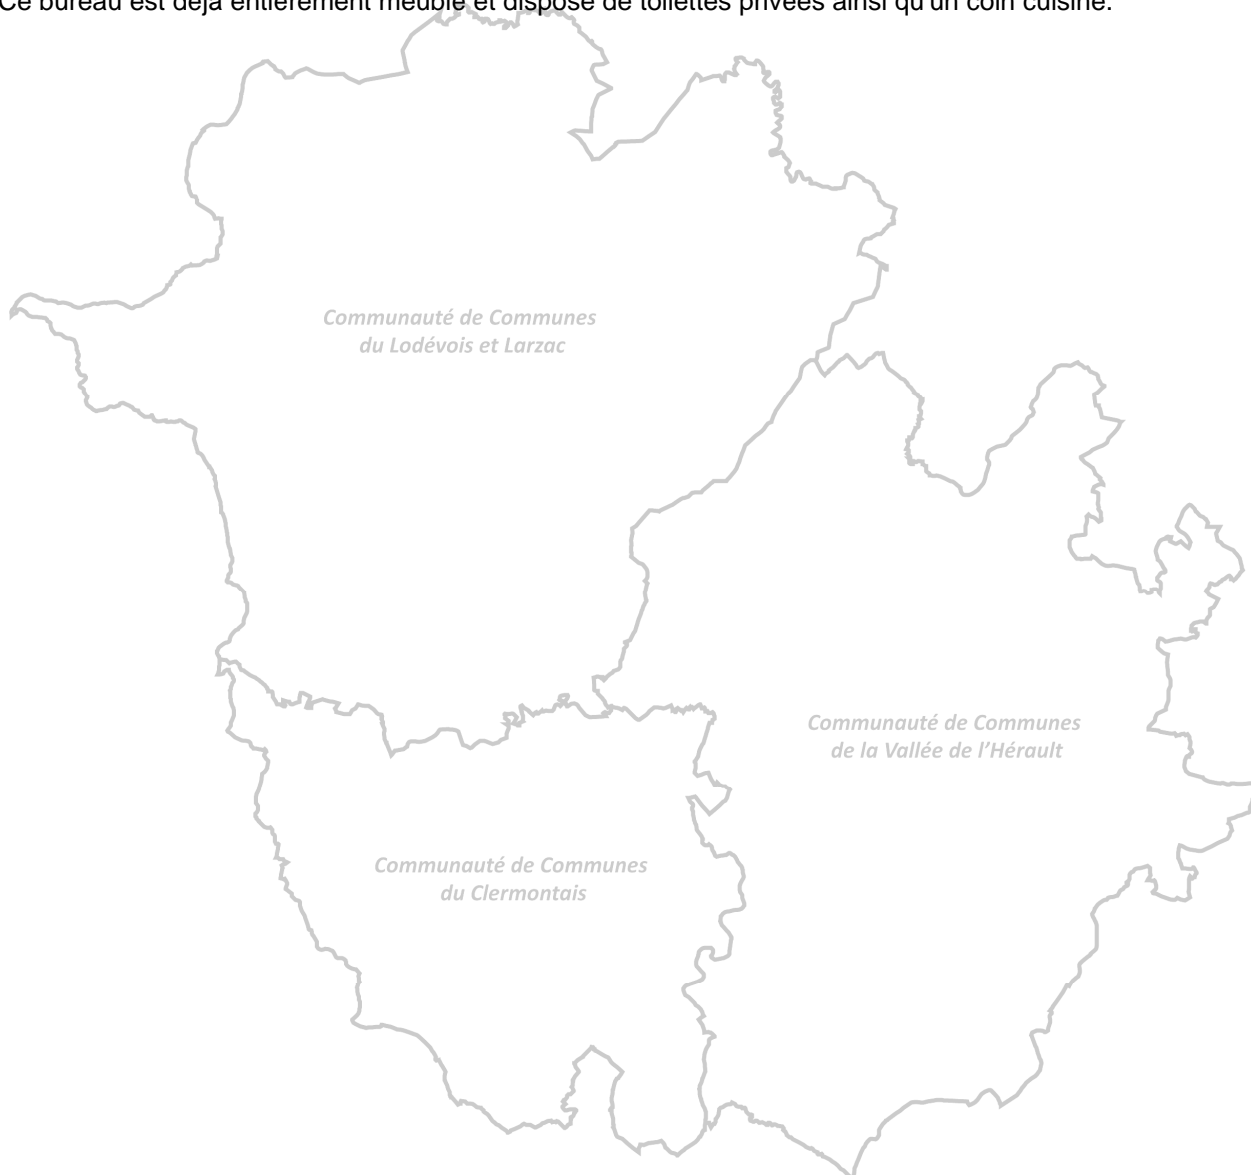 Ce bureau est déjà entièrement meublé et dispose de toilettes privées ainsi qu'un coin cuisine.
Communauté de Communes
du Lodévois et Larzac
Communauté de Communes
de la Vallée de l’Hérault
Communauté de Communes
du Clermontais